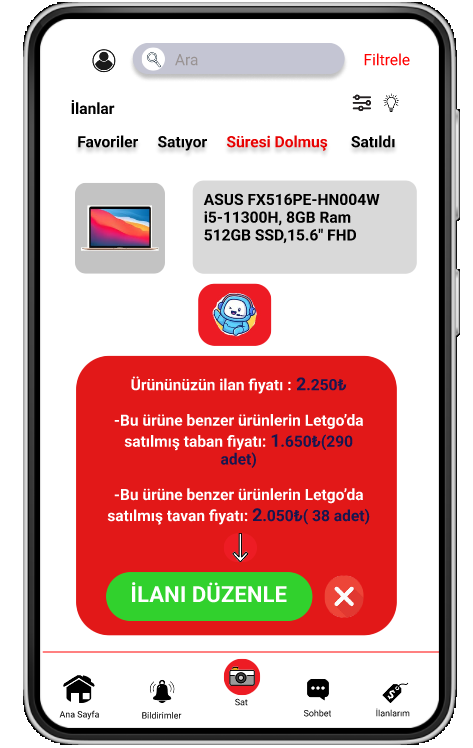 Ara
Filtrele
İlanlar
Favoriler Satıyor Süresi Dolmuş Satıldı
ASUS FX516PE-HN004W
i5-11300H, 8GB Ram
512GB SSD,15.6" FHD
Ürününüzün ilan fiyatı : 2.250₺
-Bu ürüne benzer ürünlerin Letgo’da
satılmış taban fiyatı: 1.650₺(290
adet)
-Bu ürüne benzer ürünlerin Letgo’da
satılmış tavan fiyatı: 2.050₺( 38 adet)
İLANI DÜZENLE
Ana Sayfa Bildirimler Sat Sohbet İlanlarım